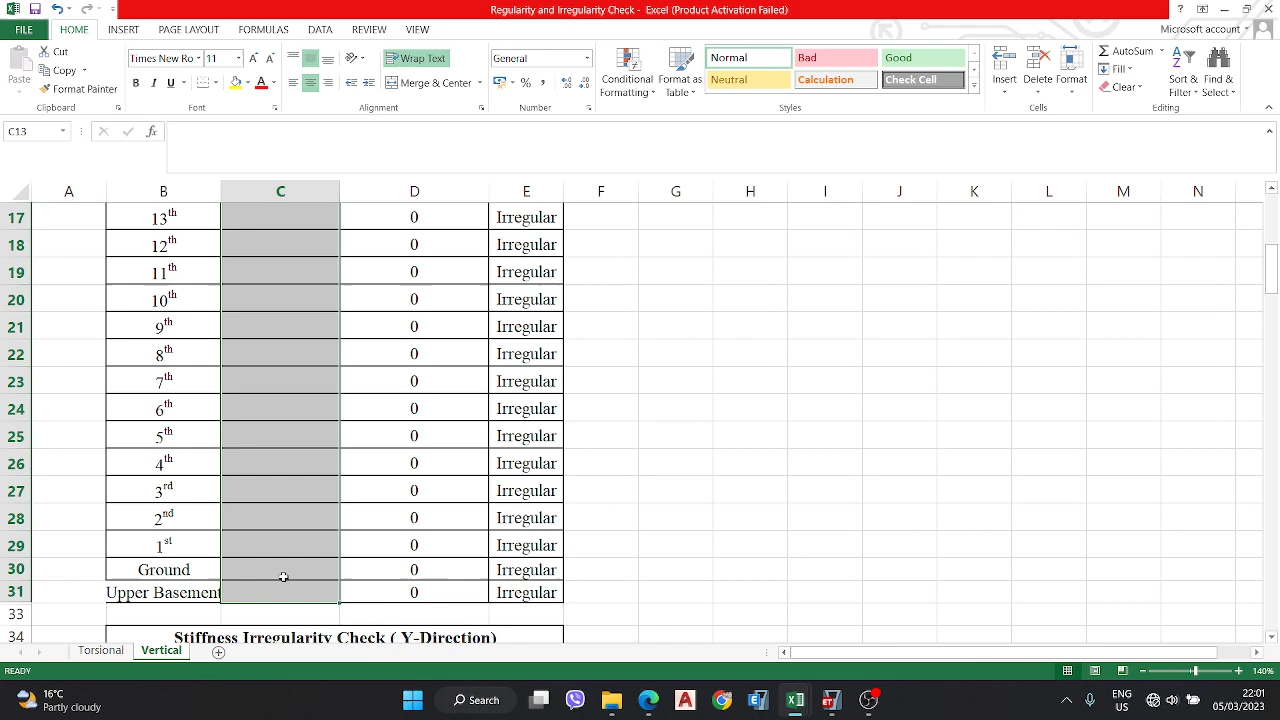 Regularity and Irregularity Check - Excel (Product Activation Failed)
FILE HOME INSERT PAGE LAYOUT FORMULAS DATA REVIEW VIEW Microsoft account
Paste Cut Copy Format Painter Clipboard
Times New Ro 11 Font
Wrap Text Merge & Center Alignment
General Number
Conditional Formatting Format as Table
Normal Bad Good
Neutral Calculation Check Cell
Styles
Insert Delete Format Cells
AutoSum Fill Clear Sort & Filter Find & Select Editing
C13
A B C D E F G H I J K L M N
17 13th 0 Irregular
18 12th 0 Irregular
19 11th 0 Irregular
20 10th 0 Irregular
21 9th 0 Irregular
22 8th 0 Irregular
23 7th 0 Irregular
24 6th 0 Irregular
25 5th 0 Irregular
26 4th 0 Irregular
27 3rd 0 Irregular
28 2nd 0 Irregular
29 1st 0 Irregular
30 Ground 0 Irregular
31 Upper Basement 0 Irregular
33
34 Stiffness Irregularity Check ( Y-Direction)
Torsional Vertical
READY 140%
16°C
Partly cloudy
Search
ENG
US
22:01
05/03/2023